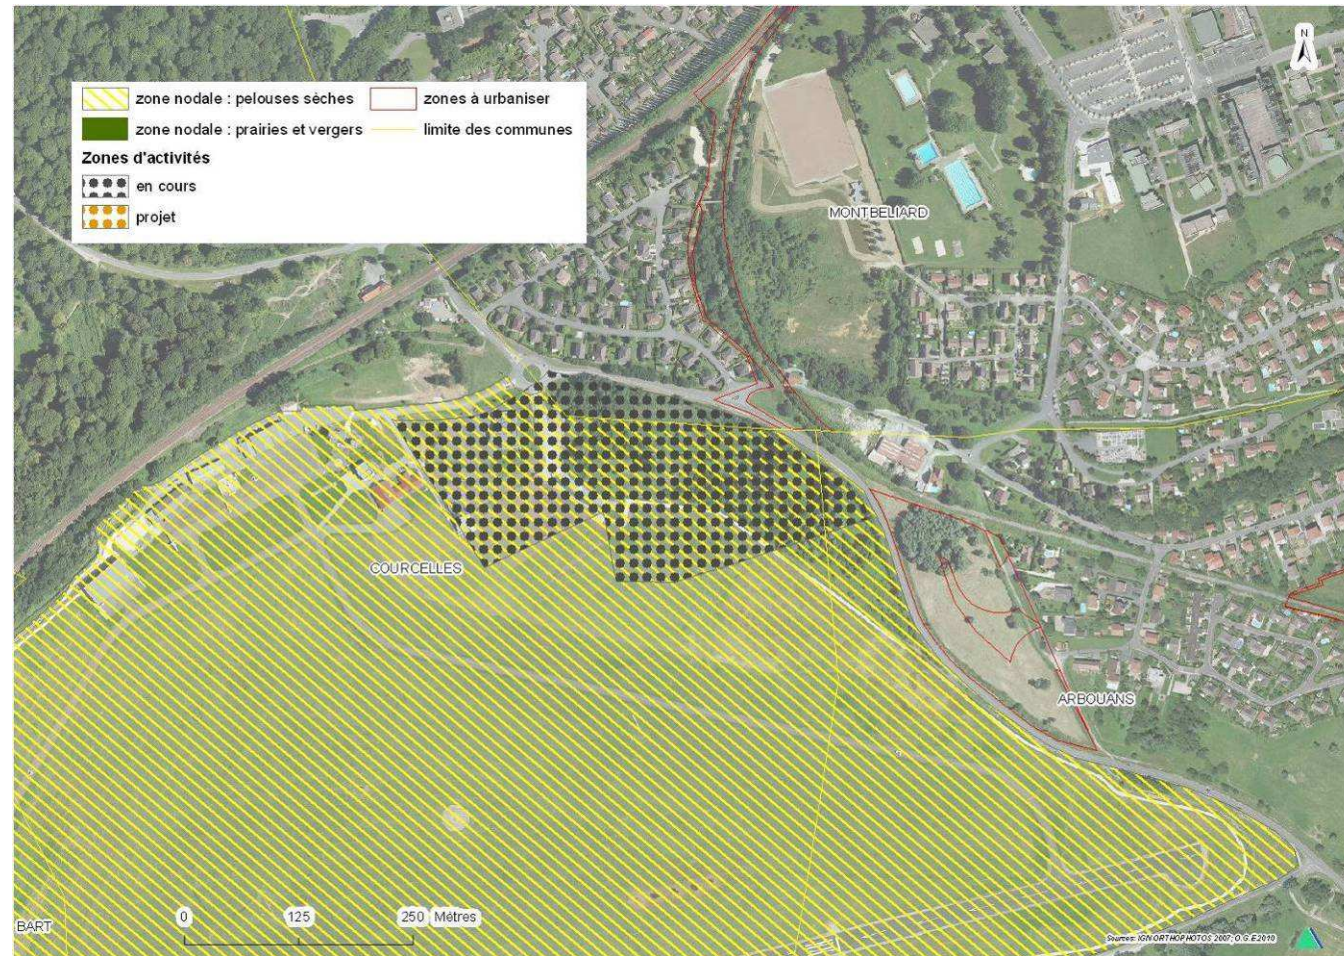 N
zone nodale : pelouses sèches
zones à urbaniser
zone nodale : prairies et vergers
limite des communes
Zones d'activités
en cours
projet
MONTBELIARD
COURCELLES
ARBOUANS
BART
0 125 250 Mètres
Sources: IGN ORTHOPHOTOS 2007; O.G.E 2010